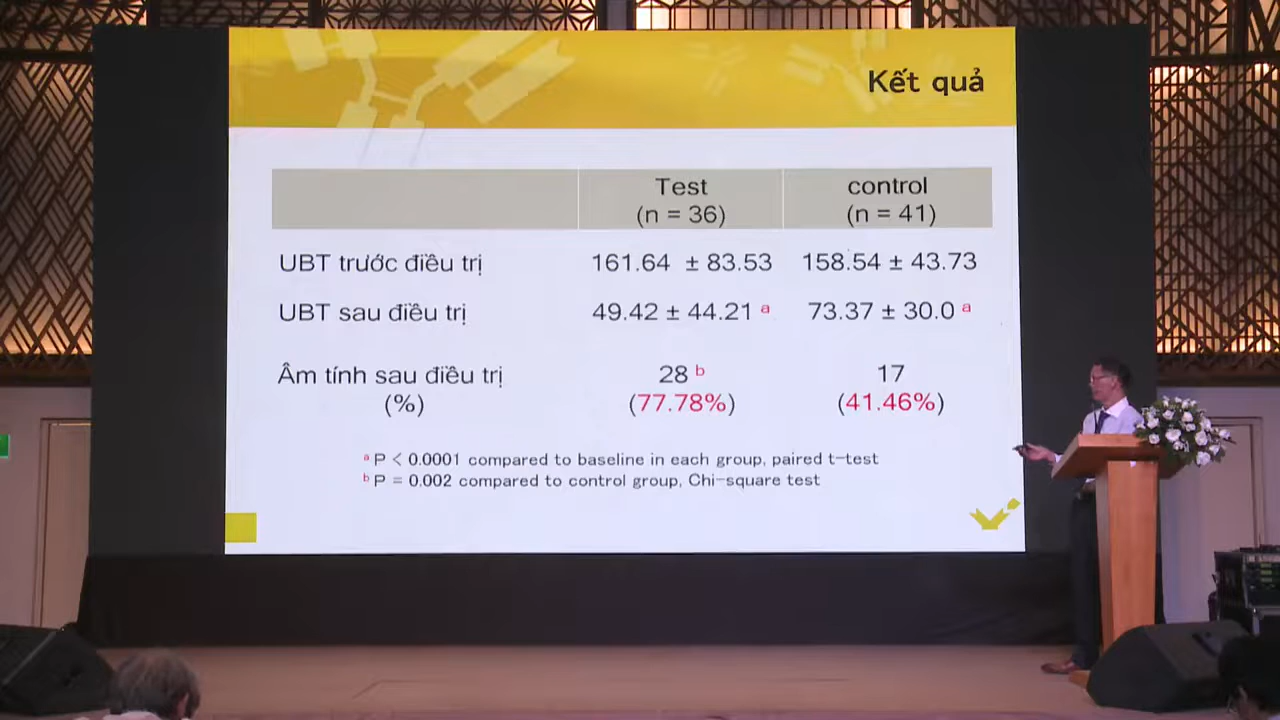 Kết quả
Test control
(n = 36) (n = 41)
UBT trước điều trị 161.64 ± 83.53 158.54 ± 43.73
UBT sau điều trị 49.42 ± 44.21 a 73.37 ± 30.0 a
Âm tính sau điều trị 28 b 17
(%) (77.78%) (41.46%)
a P < 0.0001 compared to baseline in each group, paired t-test
b P = 0.002 compared to control group, Chi-square test